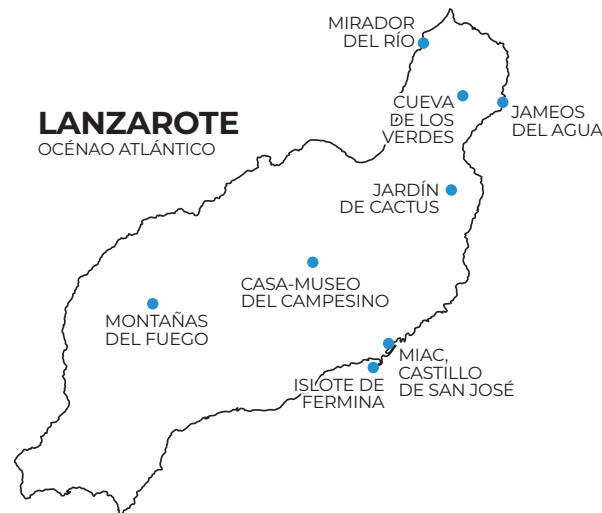 MIRADOR
DEL RÍO
LANZAROTE
OCÉNAO ATLÁNTICO
CUEVA
DE LOS
VERDES
JAMEOS
DEL AGUA
JARDÍN
DE CACTUS
CASA-MUSEO
DEL CAMPESINO
MONTAÑAS
DEL FUEGO
MIAC,
CASTILLO
DE SAN JOSÉ
ISLOTE DE
FERMINA